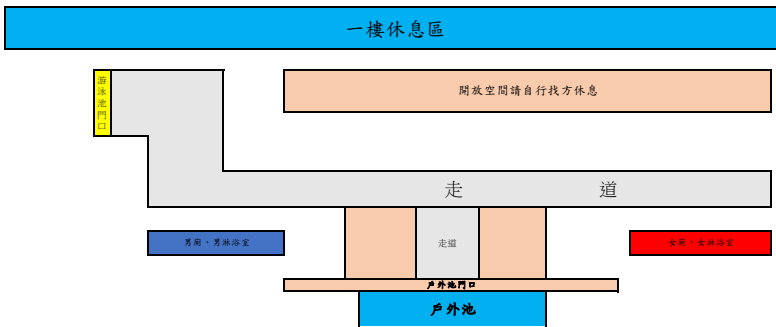 一樓休息區
游泳池門口
開放空間請自行找方休息
走道
男廁、男淋浴室
走道
女廁、女淋浴室
戶外池門口
戶外池